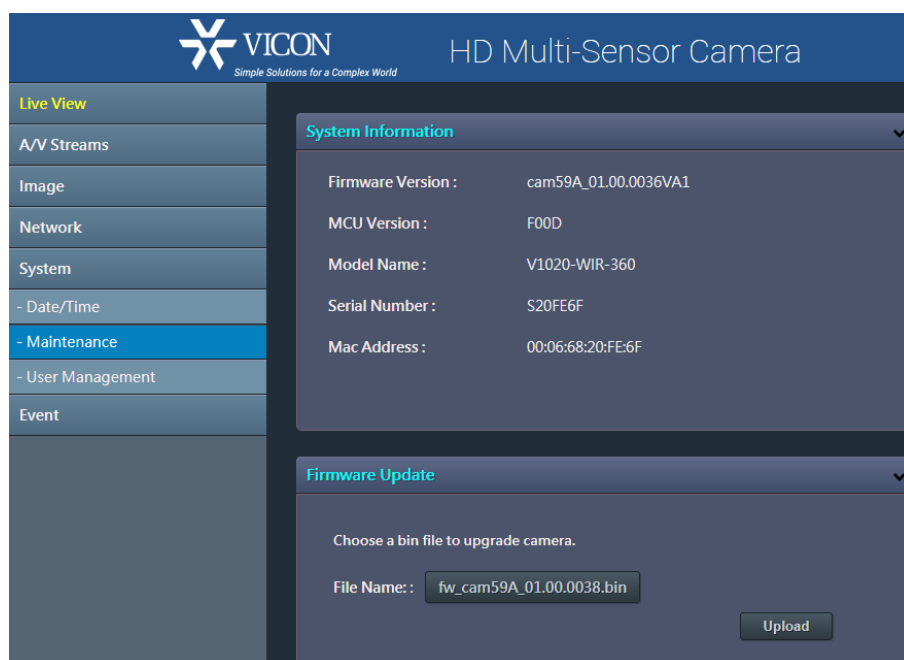 VICON
Simple Solutions for a Complex World
HD Multi-Sensor Camera
Live View
A/V Streams
Image
Network
System
- Date/Time
- Maintenance
- User Management
Event
System Information
Firmware Version : cam59A_01.00.0036VA1
MCU Version : F00D
Model Name : V1020-WIR-360
Serial Number : S20FE6F
Mac Address : 00:06:68:20:FE:6F
Firmware Update
Choose a bin file to upgrade camera.
File Name: : fw_cam59A_01.00.0038.bin
Upload